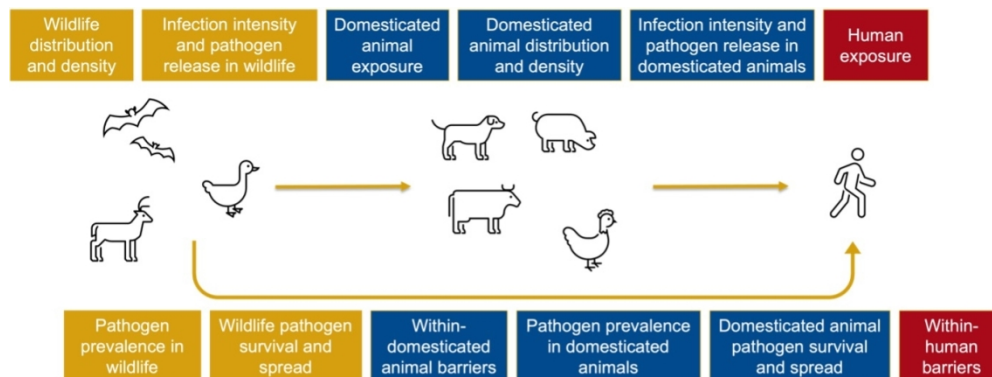 Wildlife
distribution
and density
Infection intensity
and pathogen
release in wildlife
Domesticated
animal
exposure
Domesticated
animal distribution
and density
Infection intensity and
pathogen release in
domesticated animals
Human
exposure
Pathogen
prevalence in
wildlife
Wildlife pathogen
survival and
spread
Within-
domesticated
animal barriers
Pathogen prevalence
in domesticated
animals
Domesticated animal
pathogen survival
and spread
Within-
human
barriers